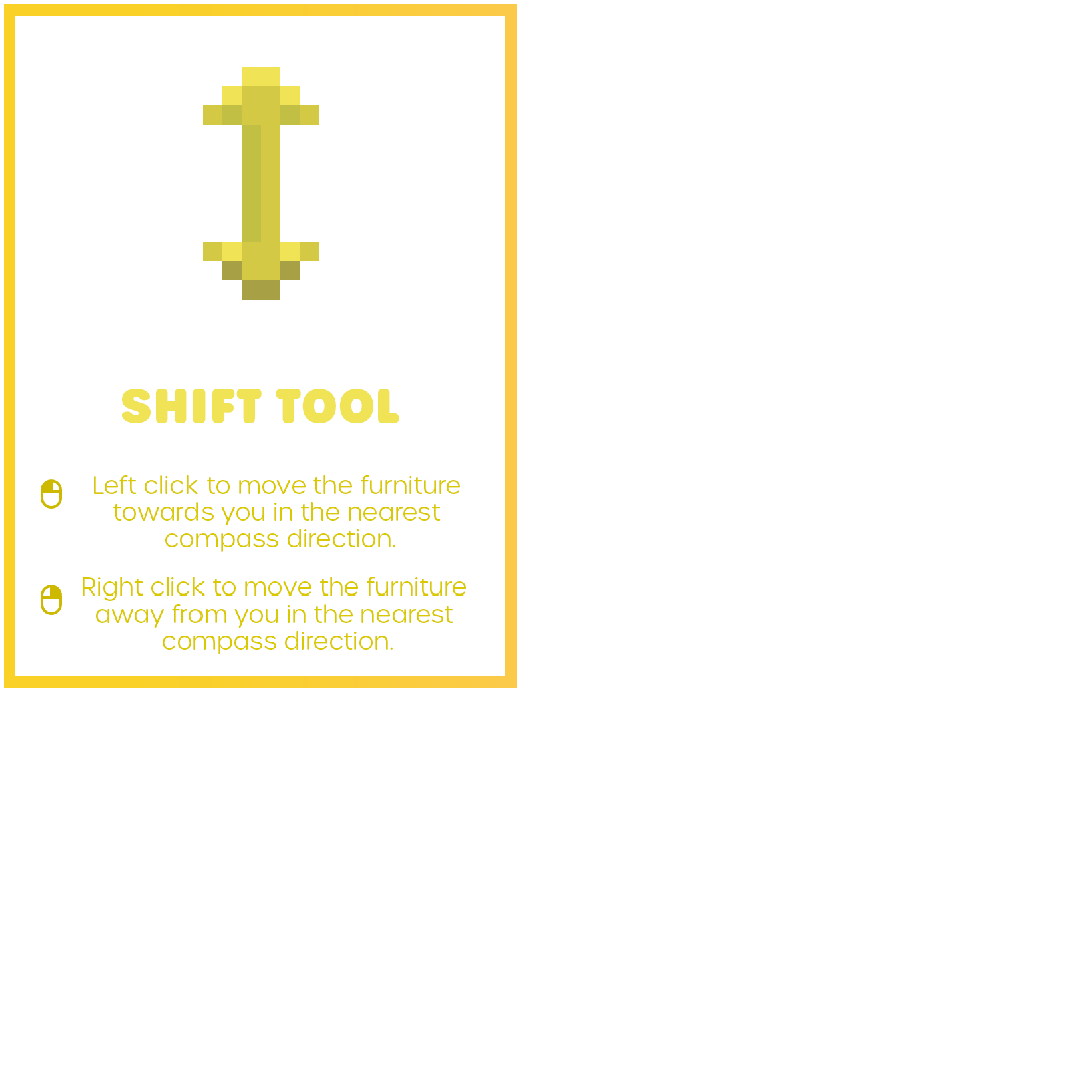 SHIFT TOOL
Left click to move the furniture
towards you in the nearest
compass direction.
Right click to move the furniture
away from you in the nearest
compass direction.